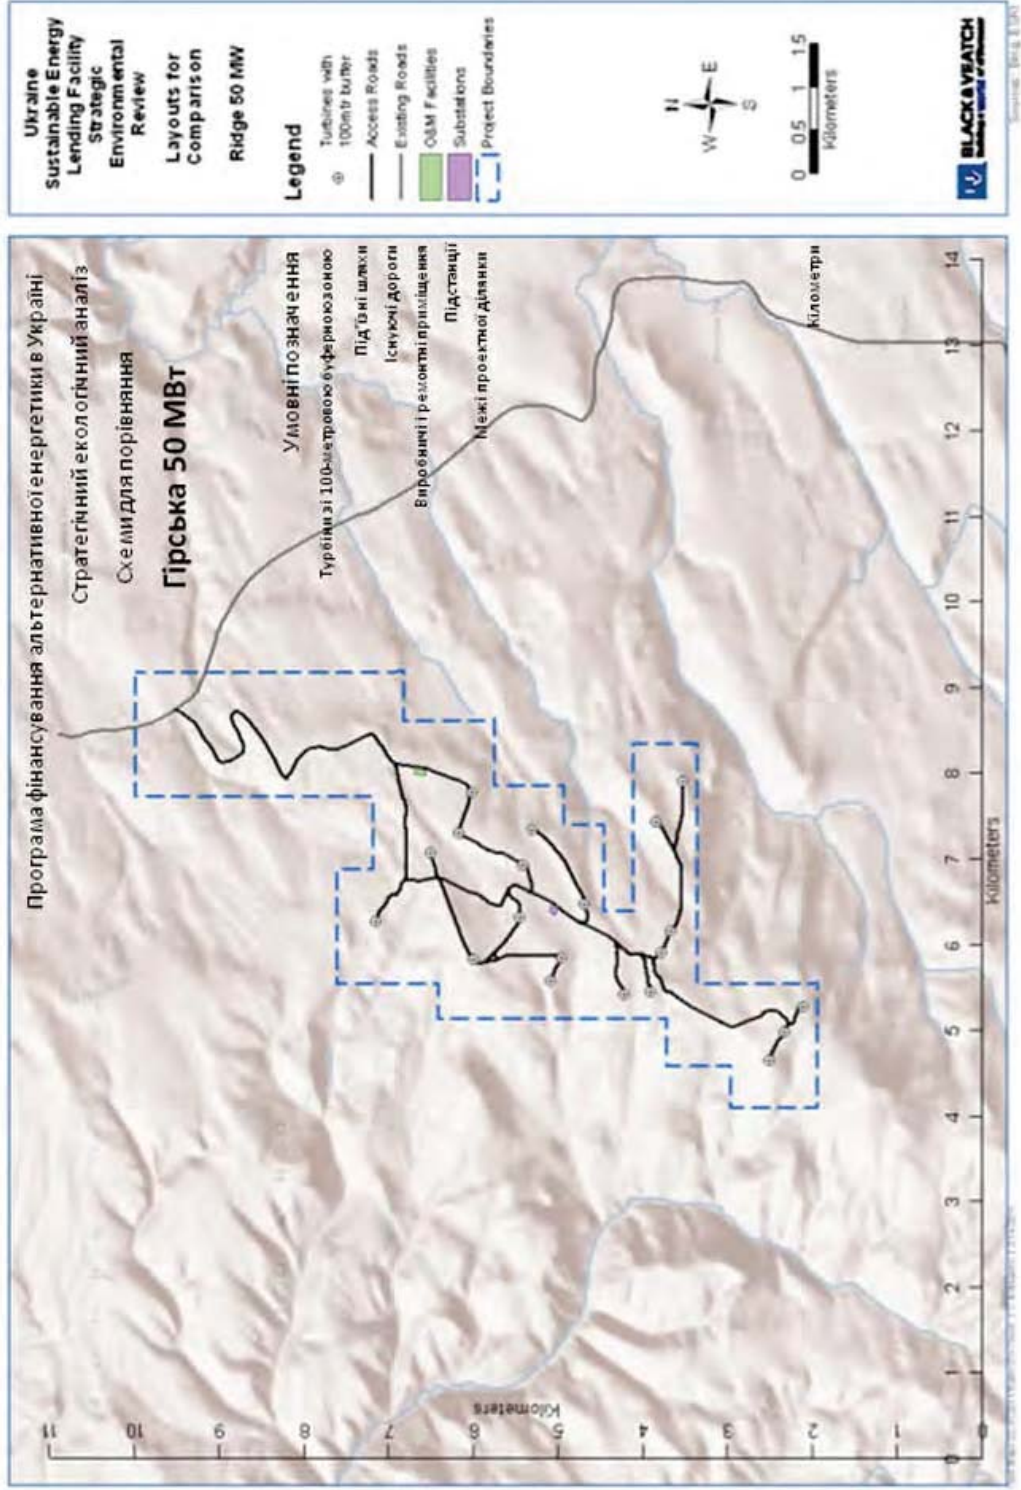 Ukraine
Sustainable Energy
Lending Facility
Strategic
Environmental
Review
Layouts for
Comparison
Ridge 50 MW
Legend
Turbines with
100mtr buffer
Access Roads
Existing Roads
O&M Facilities
Substations
Project Boundaries
N
W
E
S
0 0.5 1 1.5
Kilometers
BLACK & VEATCH
Програма фінансування альтернативної енергетики в Україні
Стратегічний екологічний аналіз
Схеми для порівняння
Гірська 50 МВт
Умовні позначення
Турбіни зі 100-метровою буферною зоною
Під'їзні шляхи
Існуючі дороги
Виробничі і ремонтні приміщення
Підстанції
Межі проектної ділянки
Кілометри
Kilometers
11
10
9
8
7
6
5
4
3
2
1
0
1 2 3 4 5 6 7 8 9 10 11 12 13 14
Kilometers